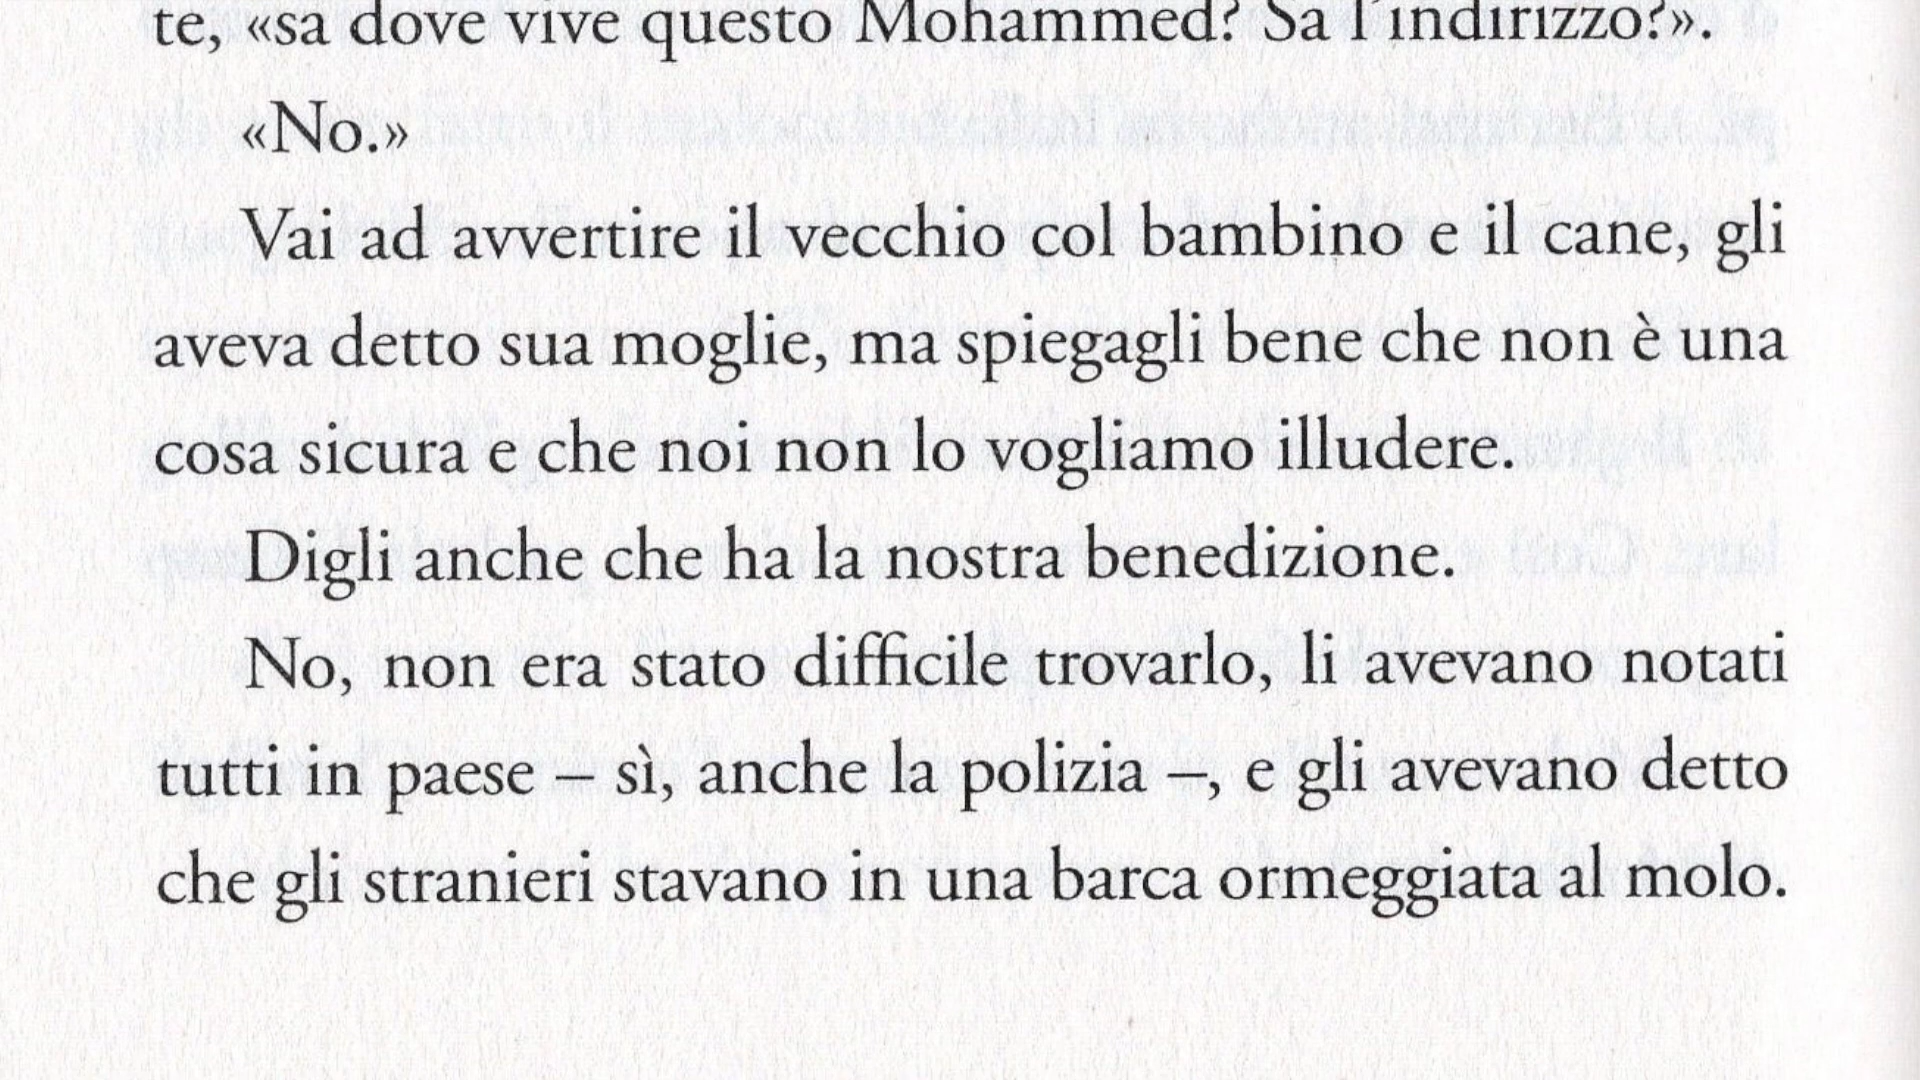 te, «sa dove vive questo Mohammed? Sa l'indirizzo?».
«No.»
Vai ad avvertire il vecchio col bambino e il cane, gli
aveva detto sua moglie, ma spiegagli bene che non è una
cosa sicura e che noi non lo vogliamo illudere.
Digli anche che ha la nostra benedizione.
No, non era stato difficile trovarlo, li avevano notati
tutti in paese – sì, anche la polizia –, e gli avevano detto
che gli stranieri stavano in una barca ormeggiata al molo.